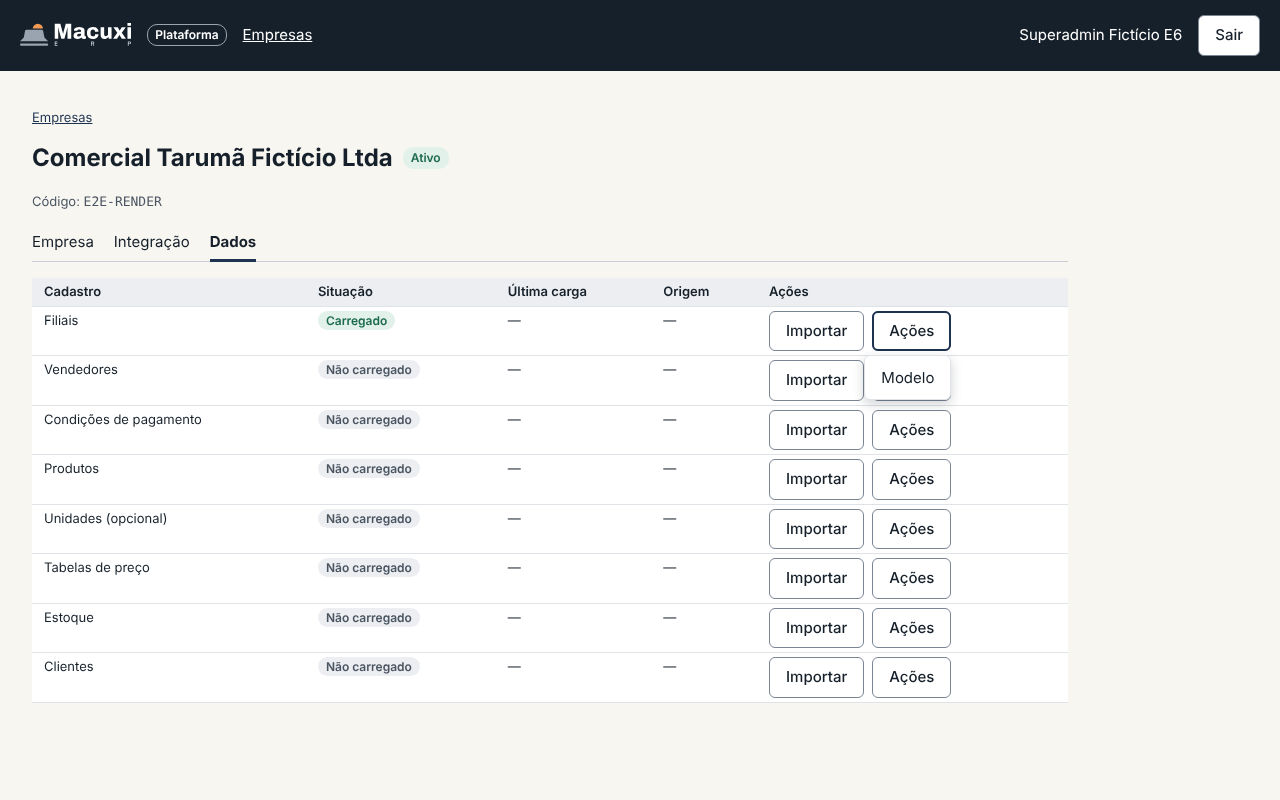 Macuxi
E R P
Plataforma
Empresas
Superadmin Fictício E6
Sair
Empresas
Comercial Tarumã Fictício Ltda
Ativo
Código: E2E-RENDER
Empresa Integração Dados
Cadastro Situação Última carga Origem Ações
Filiais Carregado — — Importar Ações
Vendedores Não carregado — — Importar
Modelo
Condições de pagamento Não carregado — — Importar Ações
Produtos Não carregado — — Importar Ações
Unidades (opcional) Não carregado — — Importar Ações
Tabelas de preço Não carregado — — Importar Ações
Estoque Não carregado — — Importar Ações
Clientes Não carregado — — Importar Ações